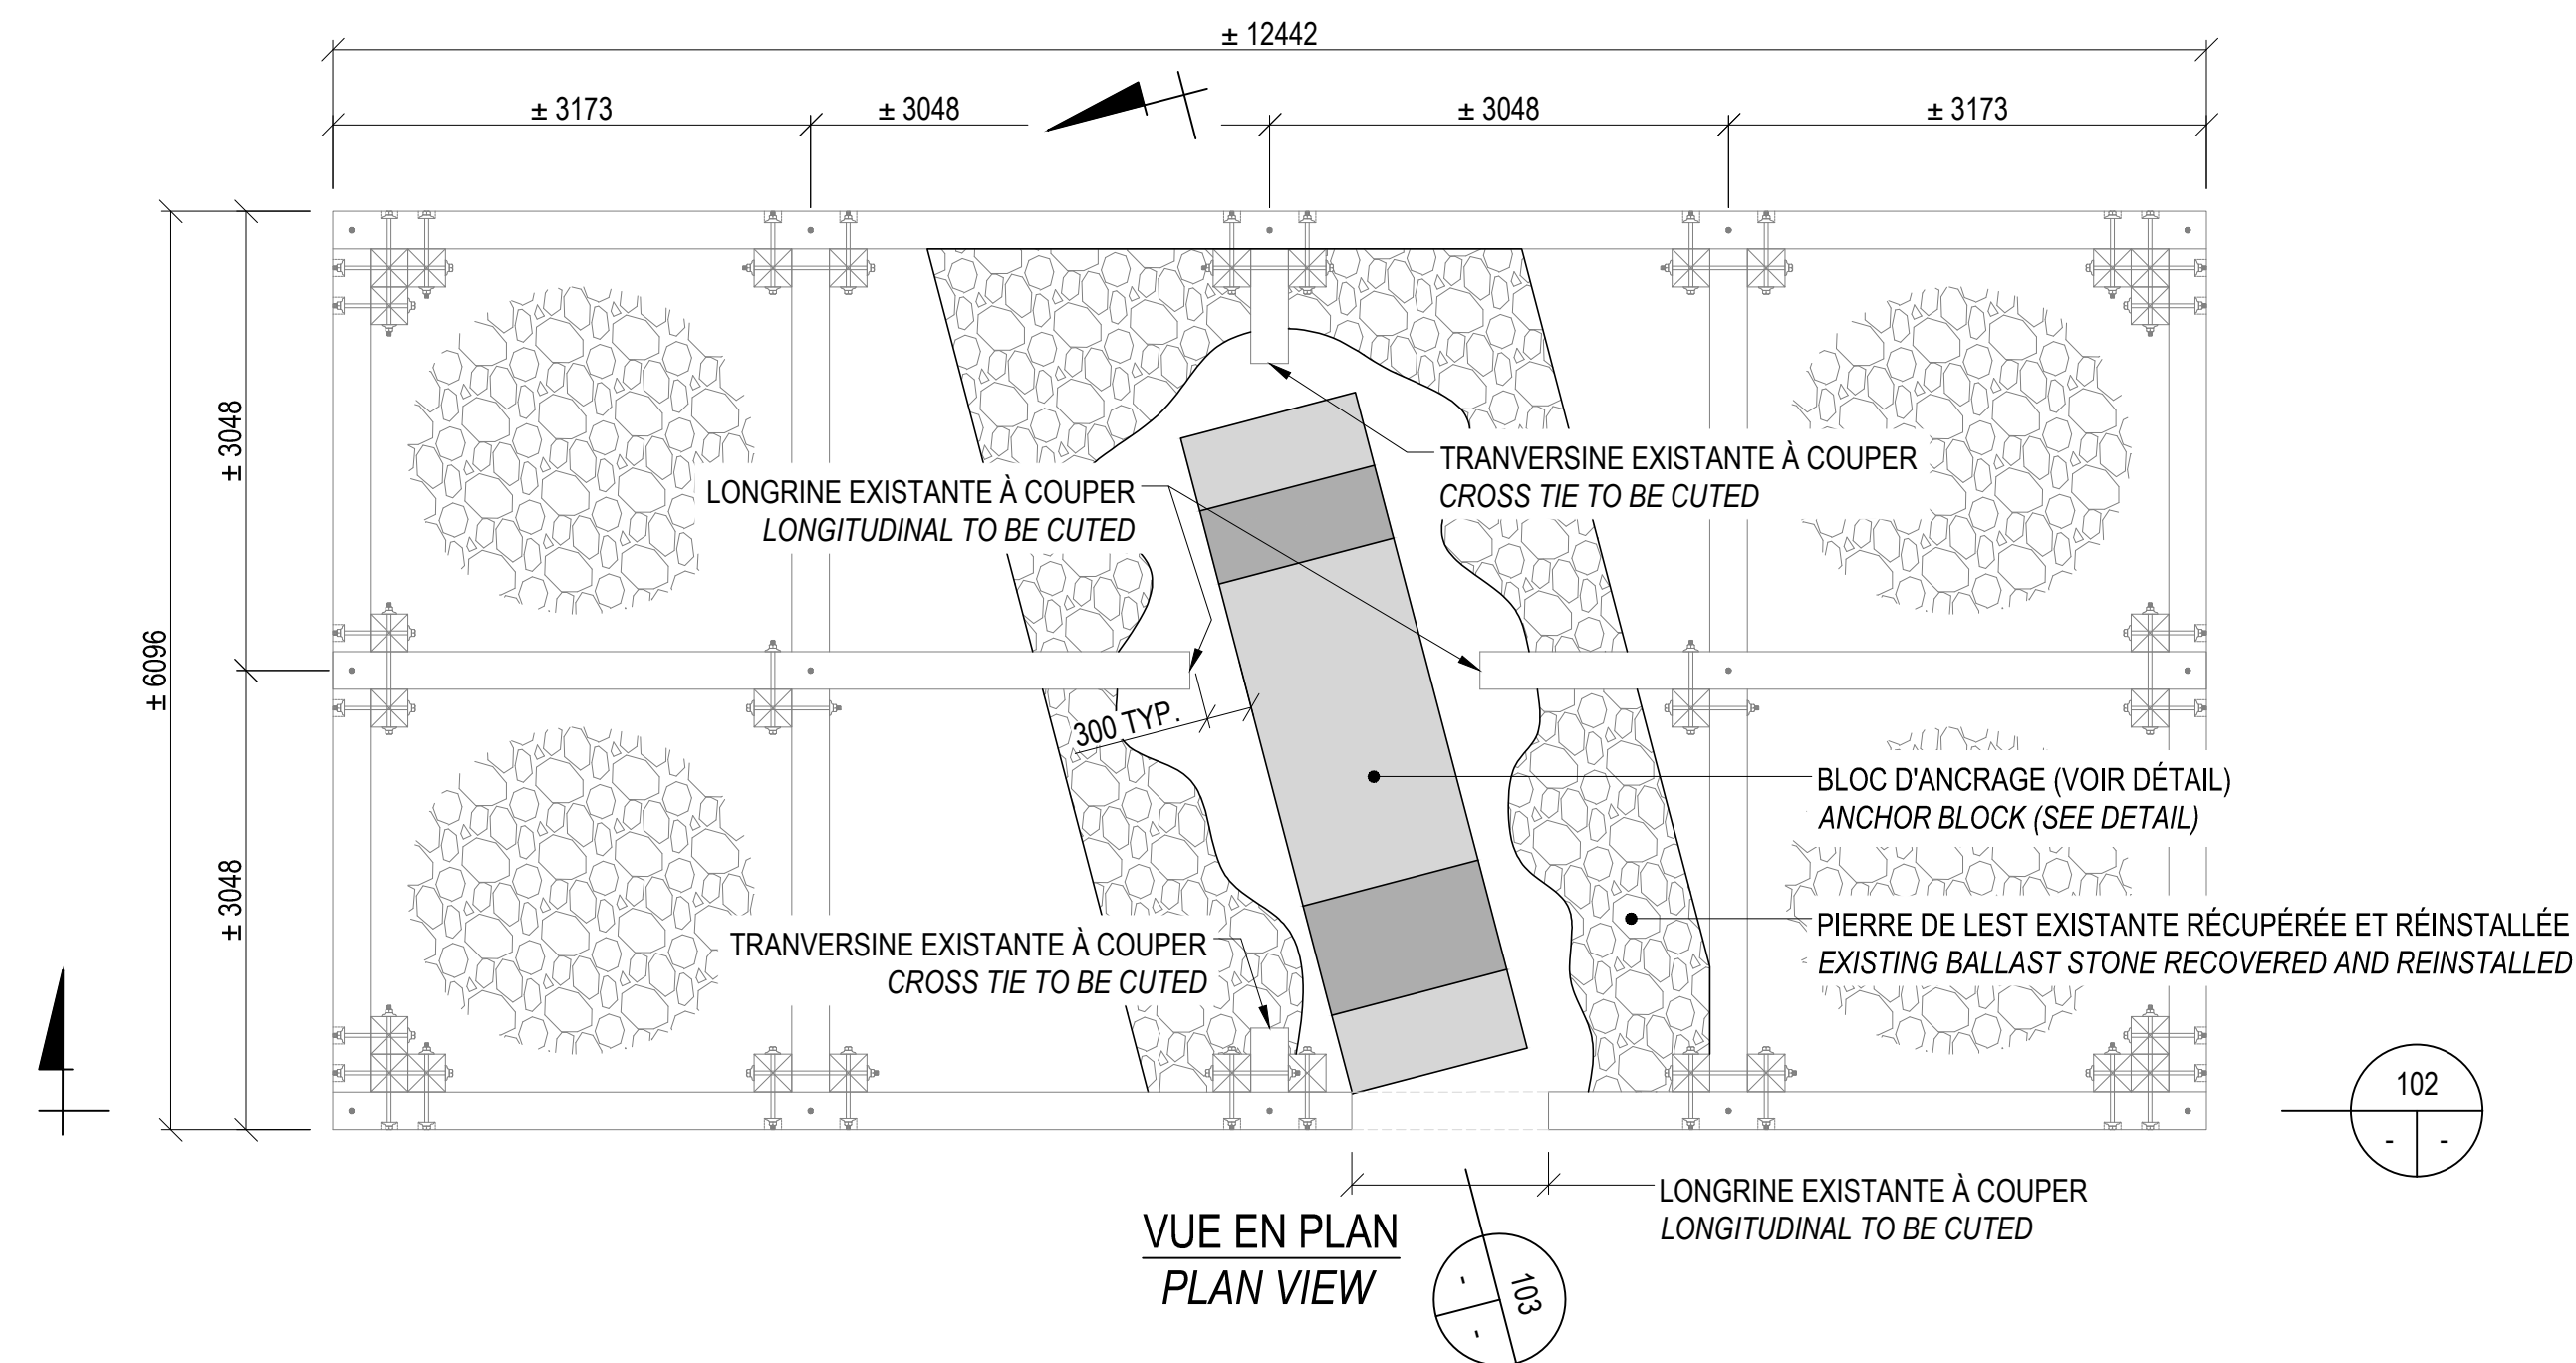 ± 12442
± 3173
± 3048
± 3048
± 3173
± 6096
± 3048
± 3048
TRANVERSINE EXISTANTE À COUPER
CROSS TIE TO BE CUTED
LONGRINE EXISTANTE À COUPER
LONGITUDINAL TO BE CUTED
300 TYP.
BLOC D'ANCRAGE (VOIR DÉTAIL)
ANCHOR BLOCK (SEE DETAIL)
PIERRE DE LEST EXISTANTE RÉCUPÉRÉE ET RÉINSTALLÉE
EXISTING BALLAST STONE RECOVERED AND REINSTALLED
TRANVERSINE EXISTANTE À COUPER
CROSS TIE TO BE CUTED
102
- -
LONGRINE EXISTANTE À COUPER
LONGITUDINAL TO BE CUTED
VUE EN PLAN
PLAN VIEW
103
- -